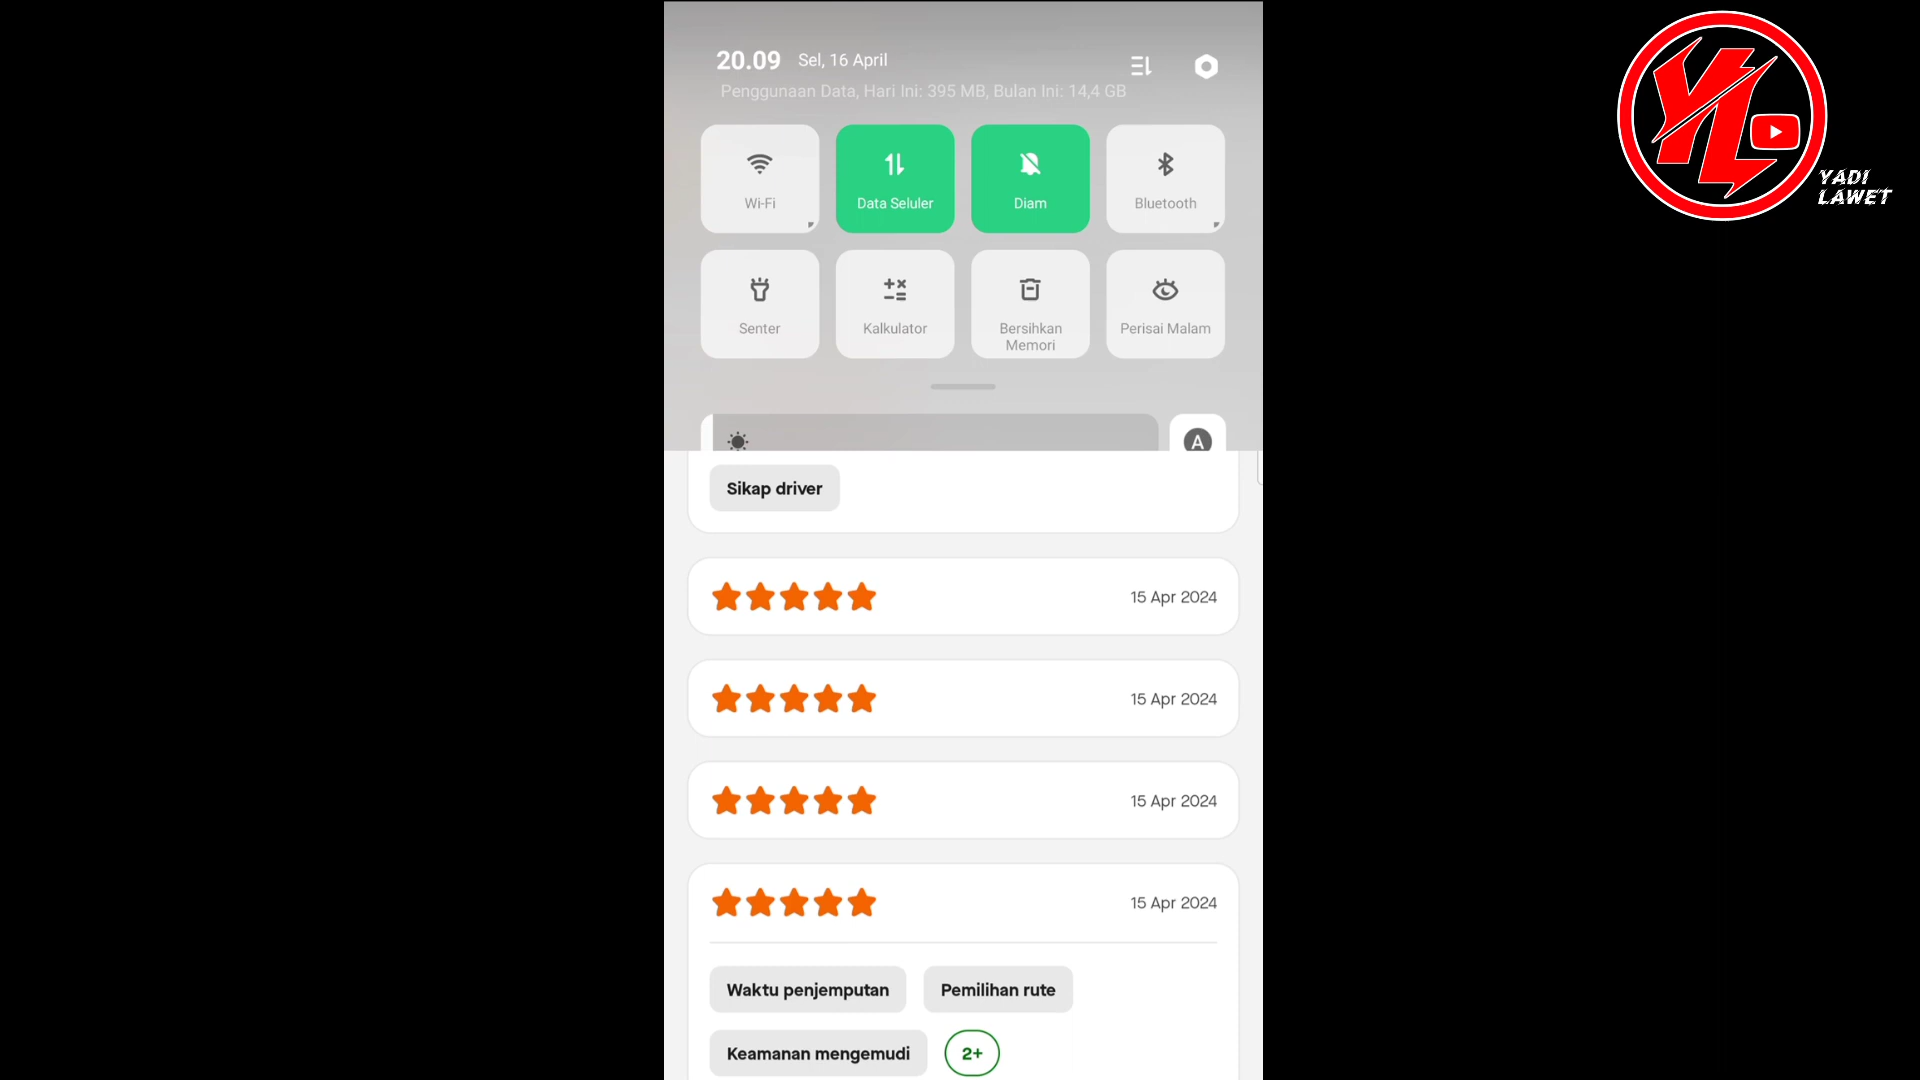 20.09 Sel, 16 April
Penggunaan Data, Hari Ini: 395 MB, Bulan Ini: 14,4 GB
Wi-Fi
Data Seluler
Diam
Bluetooth
Senter
Kalkulator
Bersihkan
Memori
Perisai Malam
A
Sikap driver
15 Apr 2024
15 Apr 2024
15 Apr 2024
15 Apr 2024
Waktu penjemputan
Pemilihan rute
Keamanan mengemudi
2+
YL
YADI
LAWET